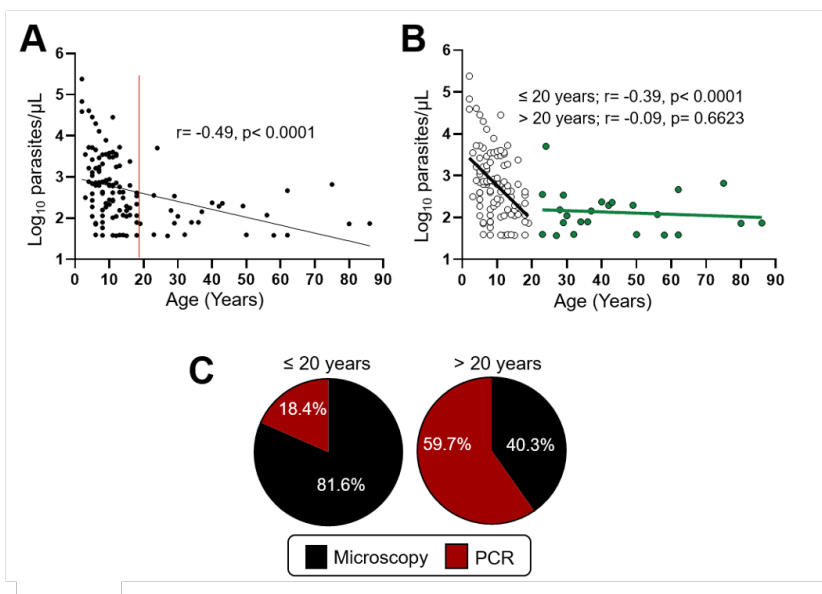 A
B
6
5
4
3
2
1
Log10 parasites/µL
r= -0.49, p< 0.0001
0 10 20 30 40 50 60 70 80 90
Age (Years)
6
5
4
3
2
1
Log10 parasites/µL
≤ 20 years; r= -0.39, p< 0.0001
> 20 years; r= -0.09, p= 0.6623
0 10 20 30 40 50 60 70 80 90
Age (Years)
C
≤ 20 years
18.4%
81.6%
> 20 years
59.7%
40.3%
Microscopy
PCR